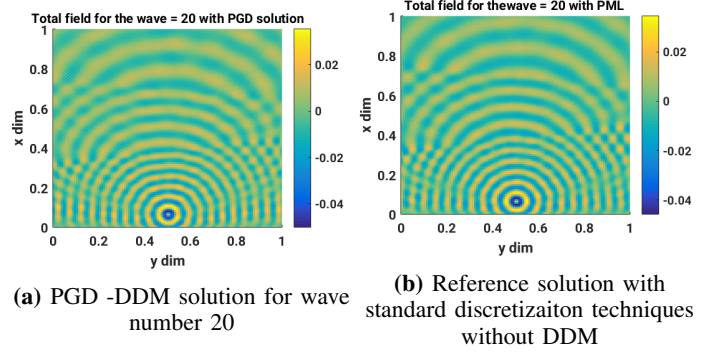 Total field for the wave = 20 with PGD solution
1
0.8
0.6
0.4
0.2
0
x dim
0 0.2 0.4 0.6 0.8 1
y dim
0.02
0
-0.02
-0.04
(a) PGD -DDM solution for wave
number 20
Total field for thewave = 20 with PML
1
0.8
0.6
0.4
0.2
0
x dim
0 0.2 0.4 0.6 0.8 1
y dim
0.02
0
-0.02
-0.04
(b) Reference solution with
standard discretizaiton techniques
without DDM